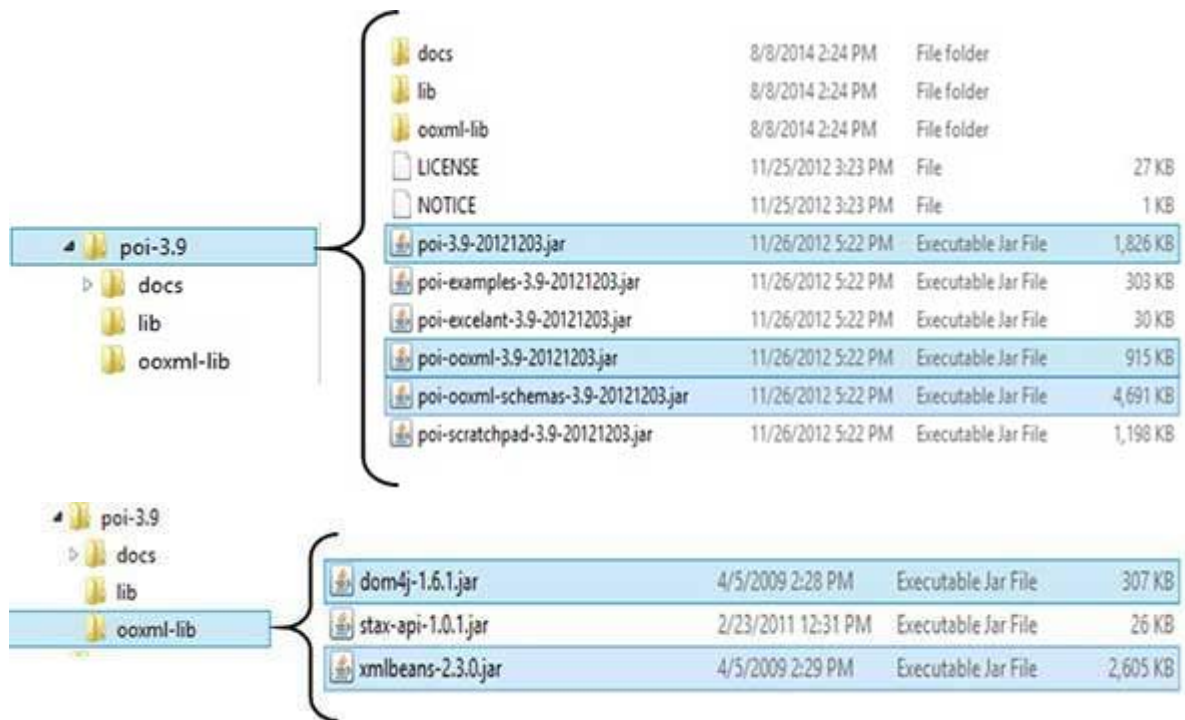 docs 8/8/2014 2:24 PM File folder
lib 8/8/2014 2:24 PM File folder
ooxml-lib 8/8/2014 2:24 PM File folder
LICENSE 11/25/2012 3:23 PM File 27 KB
NOTICE 11/25/2012 3:23 PM File 1 KB
poi-3.9-20121203.jar 11/26/2012 5:22 PM Executable Jar File 1,826 KB
poi-examples-3.9-20121203.jar 11/26/2012 5:22 PM Executable Jar File 303 KB
poi-excelant-3.9-20121203.jar 11/26/2012 5:22 PM Executable Jar File 30 KB
poi-ooxml-3.9-20121203.jar 11/26/2012 5:22 PM Executable Jar File 915 KB
poi-ooxml-schemas-3.9-20121203.jar 11/26/2012 5:22 PM Executable Jar File 4,691 KB
poi-scratchpad-3.9-20121203.jar 11/26/2012 5:22 PM Executable Jar File 1,198 KB
poi-3.9
docs
lib
ooxml-lib
poi-3.9
docs
lib
ooxml-lib
dom4j-1.6.1.jar 4/5/2009 2:28 PM Executable Jar File 307 KB
stax-api-1.0.1.jar 2/23/2011 12:31 PM Executable Jar File 26 KB
xmlbeans-2.3.0.jar 4/5/2009 2:29 PM Executable Jar File 2,605 KB